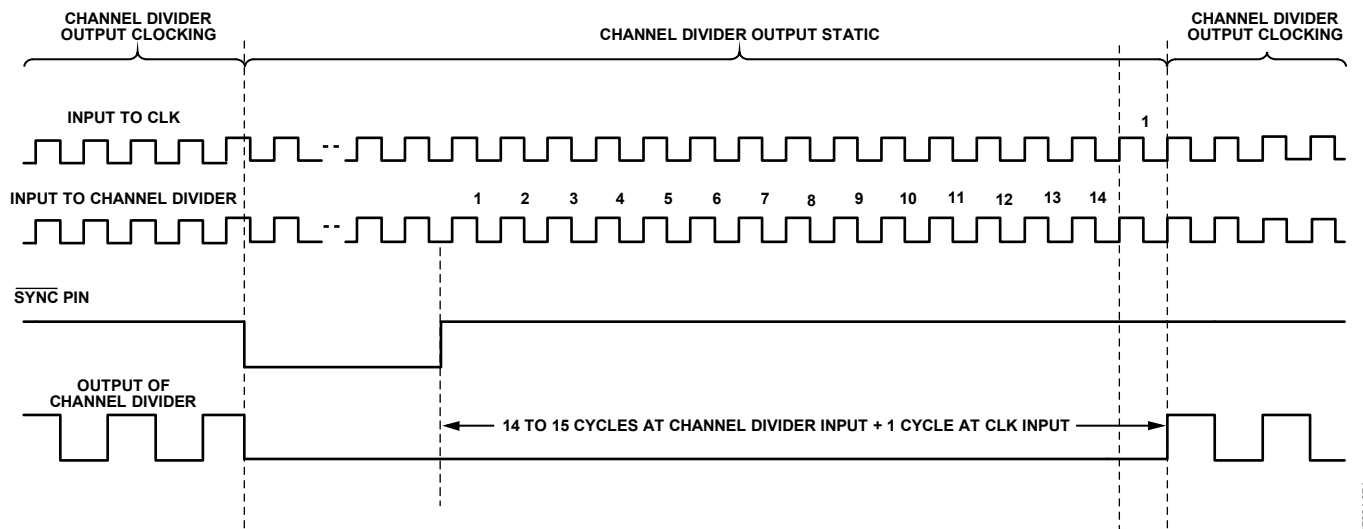 CHANNEL DIVIDER
OUTPUT CLOCKING
CHANNEL DIVIDER OUTPUT STATIC
CHANNEL DIVIDER
OUTPUT CLOCKING
INPUT TO CLK
1
INPUT TO CHANNEL DIVIDER
1 2 3 4 5 6 7 8 9 10 11 12 13 14
SYNC PIN
OUTPUT OF
CHANNEL DIVIDER
14 TO 15 CYCLES AT CHANNEL DIVIDER INPUT + 1 CYCLE AT CLK INPUT